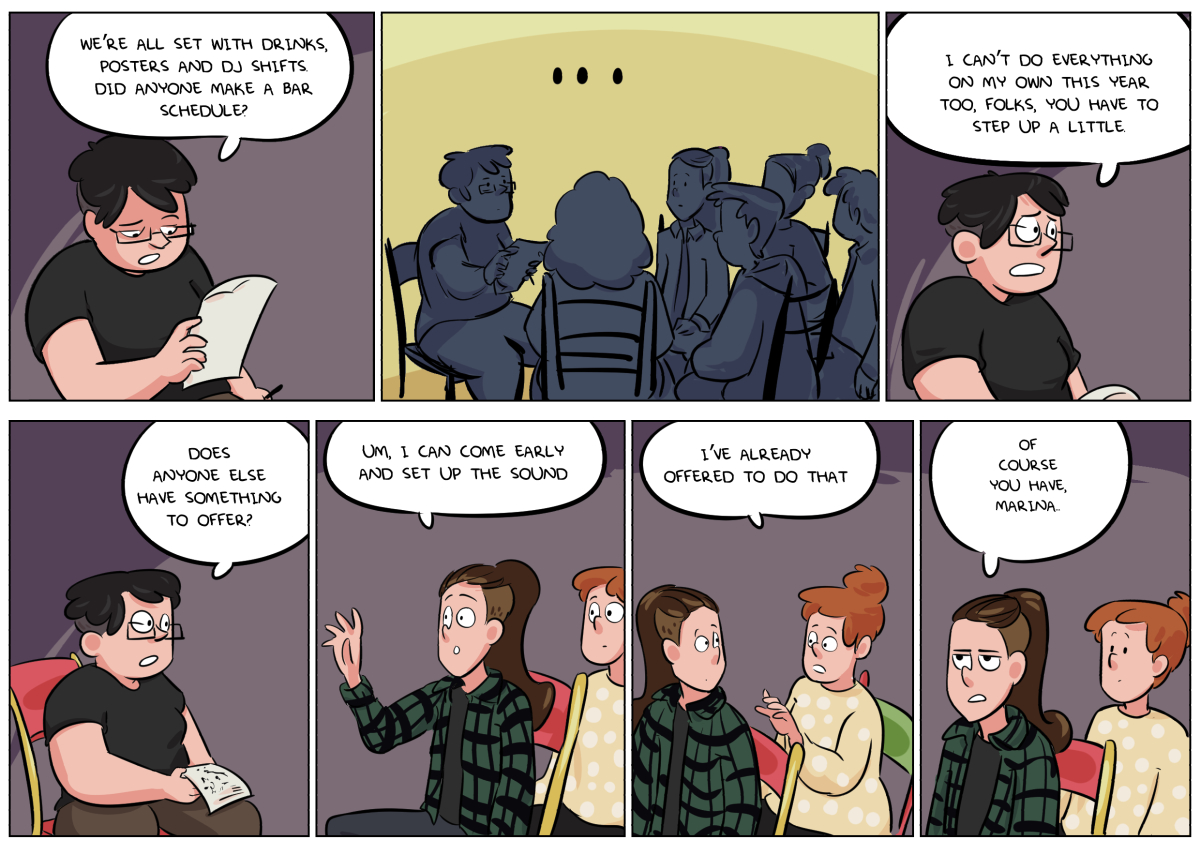 WE'RE ALL SET WITH DRINKS,
POSTERS AND DJ SHIFTS.
DID ANYONE MAKE A BAR
SCHEDULE?
...
I CAN'T DO EVERYTHING
ON MY OWN THIS YEAR
TOO, FOLKS, YOU HAVE TO
STEP UP A LITTLE.
DOES
ANYONE ELSE
HAVE SOMETHING
TO OFFER?
UM, I CAN COME EARLY
AND SET UP THE SOUND
I'VE ALREADY
OFFERED TO DO THAT
OF
COURSE
YOU HAVE,
MARINA..